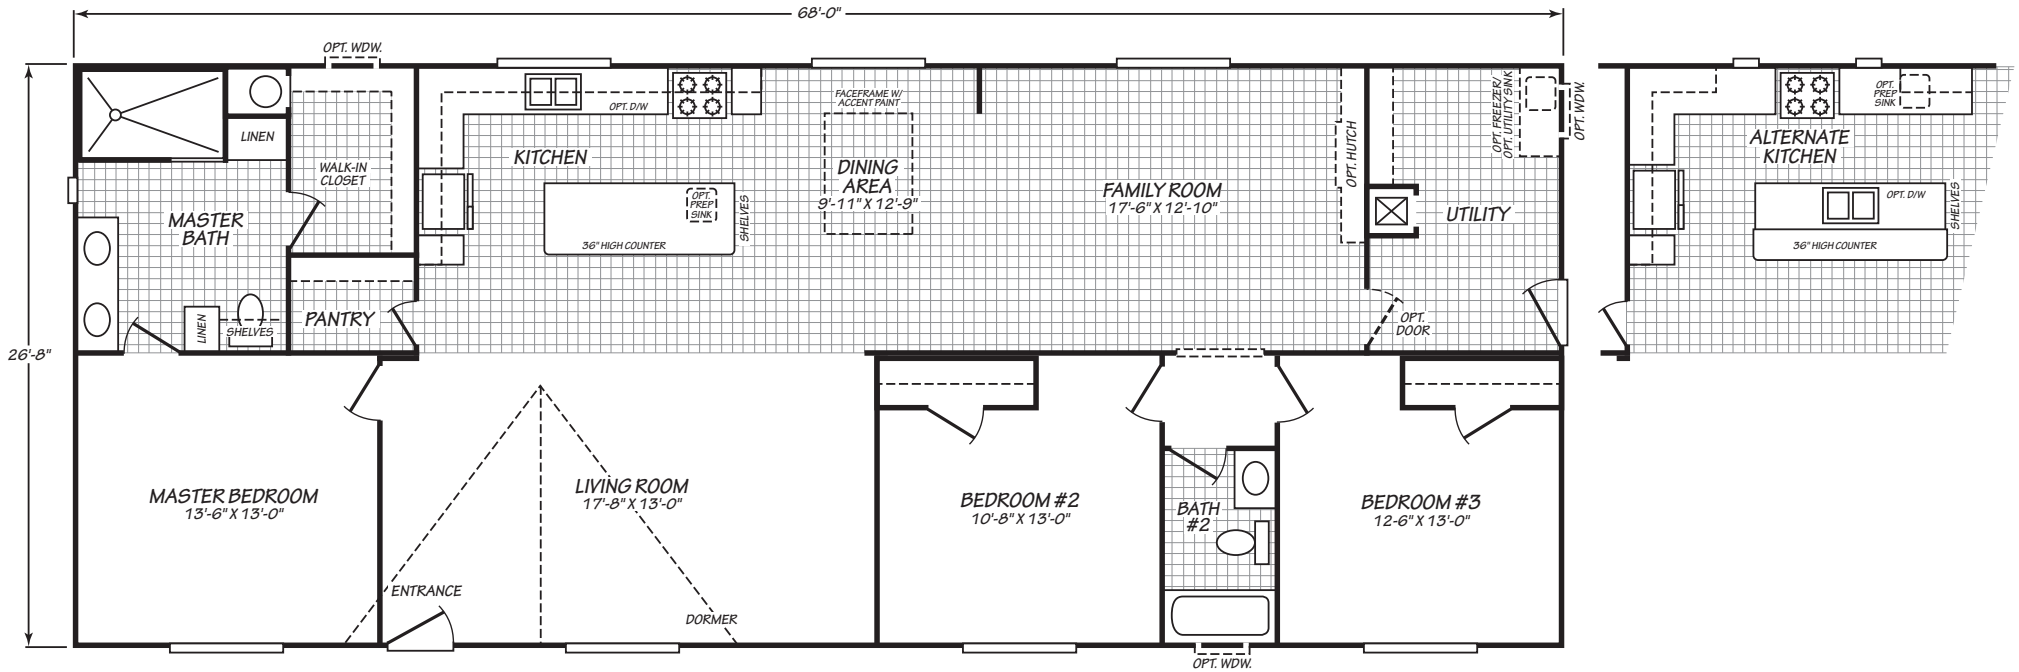 68'-0"
OPT. WDW.
26'-8"
LINEN
WALK-IN
CLOSET
MASTER
BATH
LINEN
SHELVES
PANTRY
KITCHEN
OPT. D/W
OPT.
PREP
SINK
SHELVES
36" HIGH COUNTER
FACEFRAME W/
ACCENT PAINT
DINING
AREA
9'-11" X 12'-9"
FAMILY ROOM
17'-6" X 12'-10"
OPT. HUTCH
OPT. FREEZER/
OPT. UTILITY SINK
OPT. WDW.
UTILITY
OPT.
DOOR
OPT.
PREP
SINK
ALTERNATE
KITCHEN
OPT. D/W
SHELVES
36" HIGH COUNTER
MASTER BEDROOM
13'-6" X 13'-0"
ENTRANCE
LIVING ROOM
17'-8" X 13'-0"
DORMER
BEDROOM #2
10'-8" X 13'-0"
BATH
#2
OPT. WDW.
BEDROOM #3
12'-6" X 13'-0"